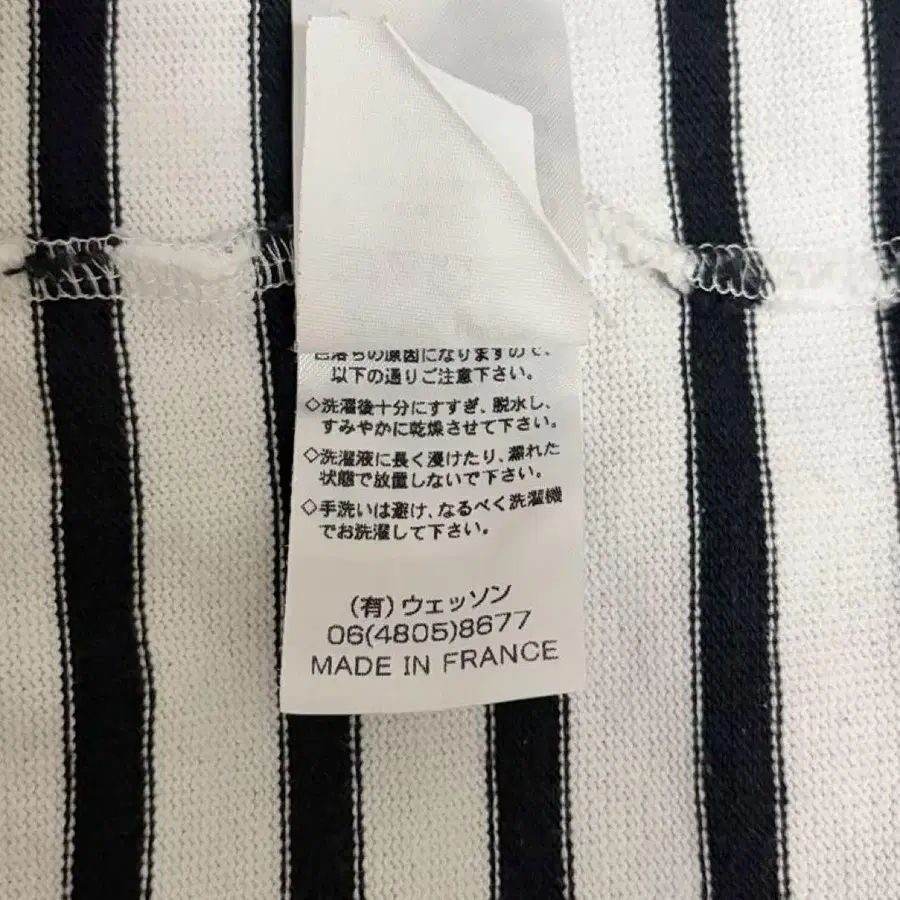 色落ちの原因になりますので、
以下の通りご注意下さい。
◇洗濯後十分にすすぎ、脱水し、
すみやかに乾燥させて下さい。
◇洗濯液に長く浸けたり、濡れた
状態で放置しないで下さい。
◇手洗いは避け、なるべく洗濯機
でお洗濯して下さい。
(有)ウェッソン
06(4805)8677
MADE IN FRANCE